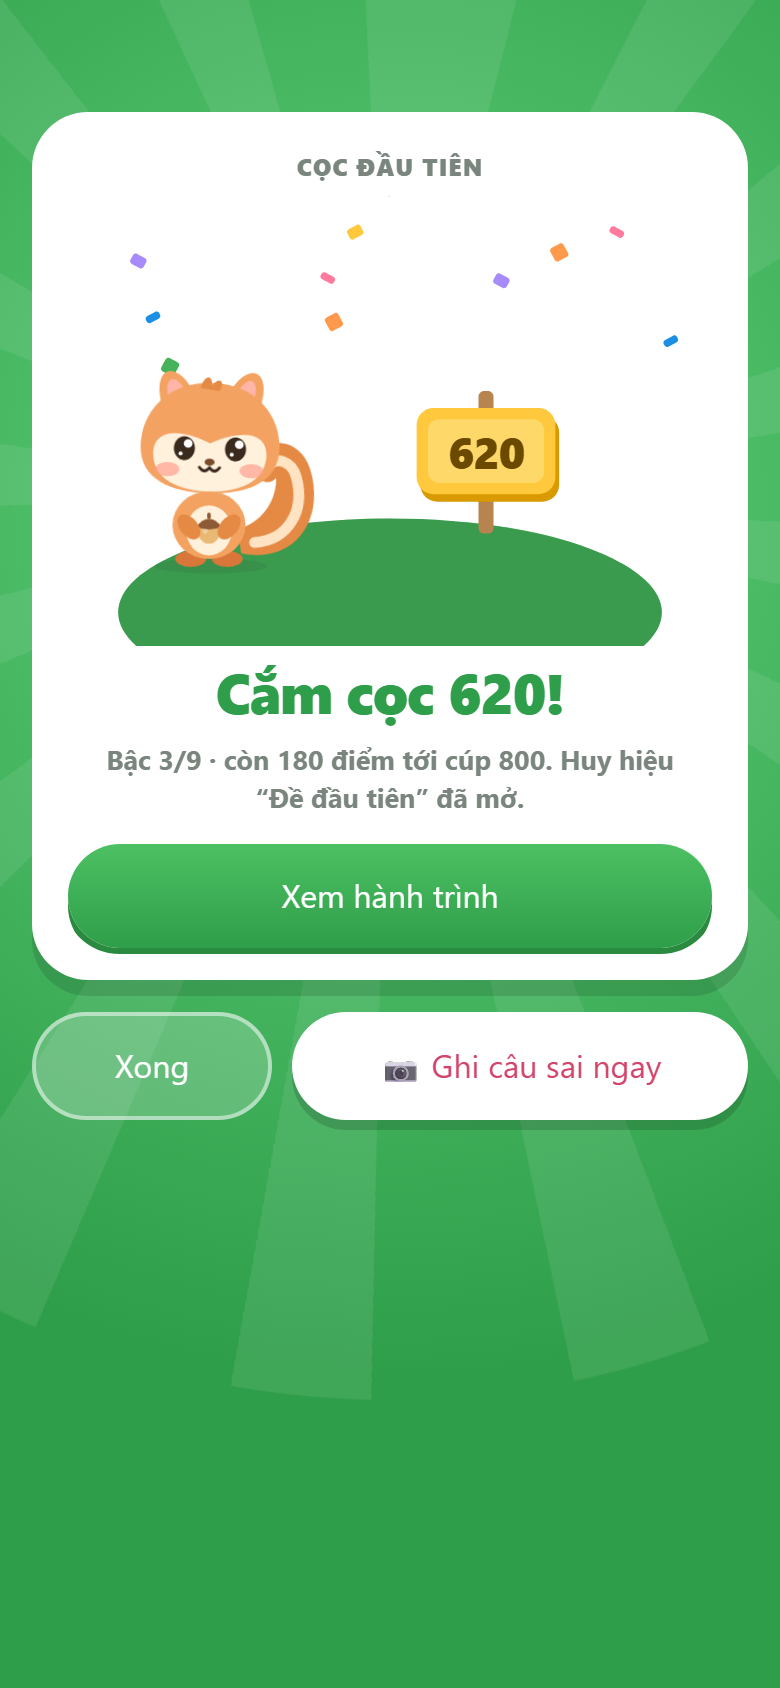 CỌC ĐẦU TIÊN
620
Cắm cọc 620!
Bậc 3/9 · còn 180 điểm tới cúp 800. Huy hiệu
“Đề đầu tiên” đã mở.
Xem hành trình
Xong
Ghi câu sai ngay